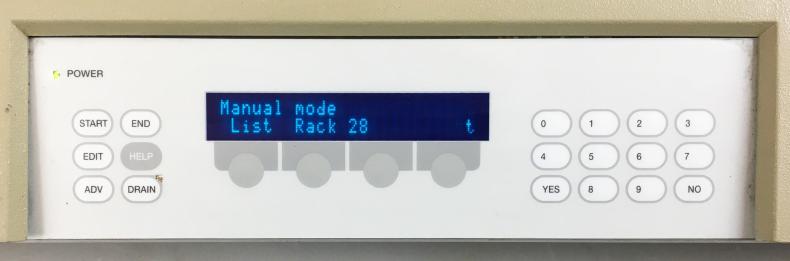 POWER
Manual mode
List Rack 28 t
START END
EDIT HELP
ADV DRAIN
0 1 2 3
4 5 6 7
YES 8 9 NO